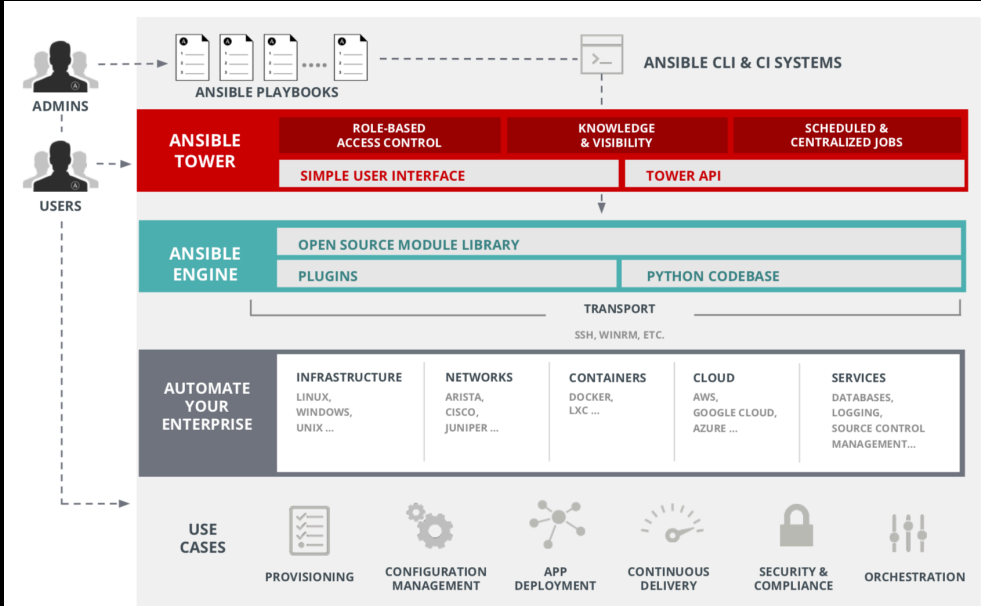 ADMINS
ANSIBLE PLAYBOOKS
ANSIBLE CLI & CI SYSTEMS
USERS
ANSIBLE
TOWER
ROLE-BASED
ACCESS CONTROL
KNOWLEDGE
& VISIBILITY
SCHEDULED &
CENTRALIZED JOBS
SIMPLE USER INTERFACE
TOWER API
ANSIBLE
ENGINE
OPEN SOURCE MODULE LIBRARY
PLUGINS
PYTHON CODEBASE
TRANSPORT
SSH, WINRM, ETC.
AUTOMATE
YOUR
ENTERPRISE
INFRASTRUCTURE
LINUX,
WINDOWS,
UNIX ...
NETWORKS
ARISTA,
CISCO,
JUNIPER ...
CONTAINERS
DOCKER,
LXC ...
CLOUD
AWS,
GOOGLE CLOUD,
AZURE ...
SERVICES
DATABASES,
LOGGING,
SOURCE CONTROL
MANAGEMENT...
USE
CASES
PROVISIONING
CONFIGURATION
MANAGEMENT
APP
DEPLOYMENT
CONTINUOUS
DELIVERY
SECURITY &
COMPLIANCE
ORCHESTRATION